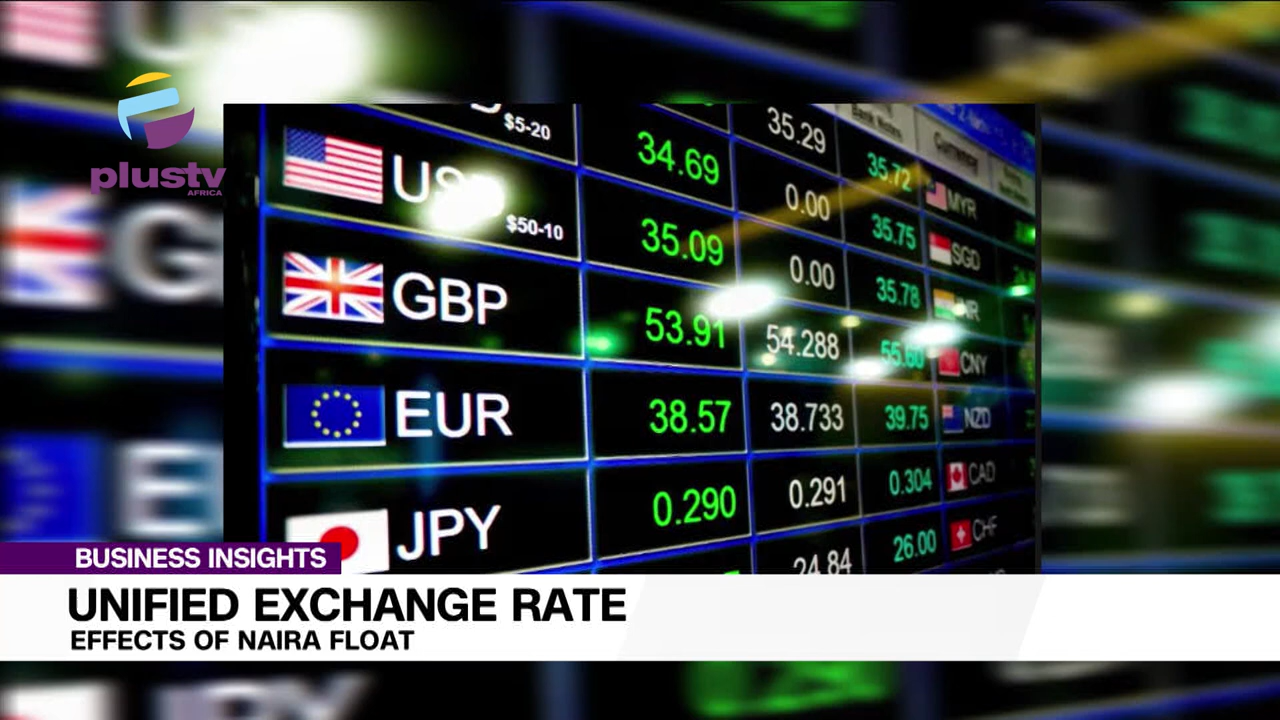 plustv
AFRICA
$5-20
34.69
35.29
35.72
MYR
USD
$50-10
35.09
0.00
35.75
SGD
0.00
35.78
GBP
53.91
54.288
55.60
CNY
EUR
38.57
38.733
39.75
NZD
JPY
0.290
0.291
0.304
CAD
24.84
26.00
CHF
BUSINESS INSIGHTS
UNIFIED EXCHANGE RATE
EFFECTS OF NAIRA FLOAT